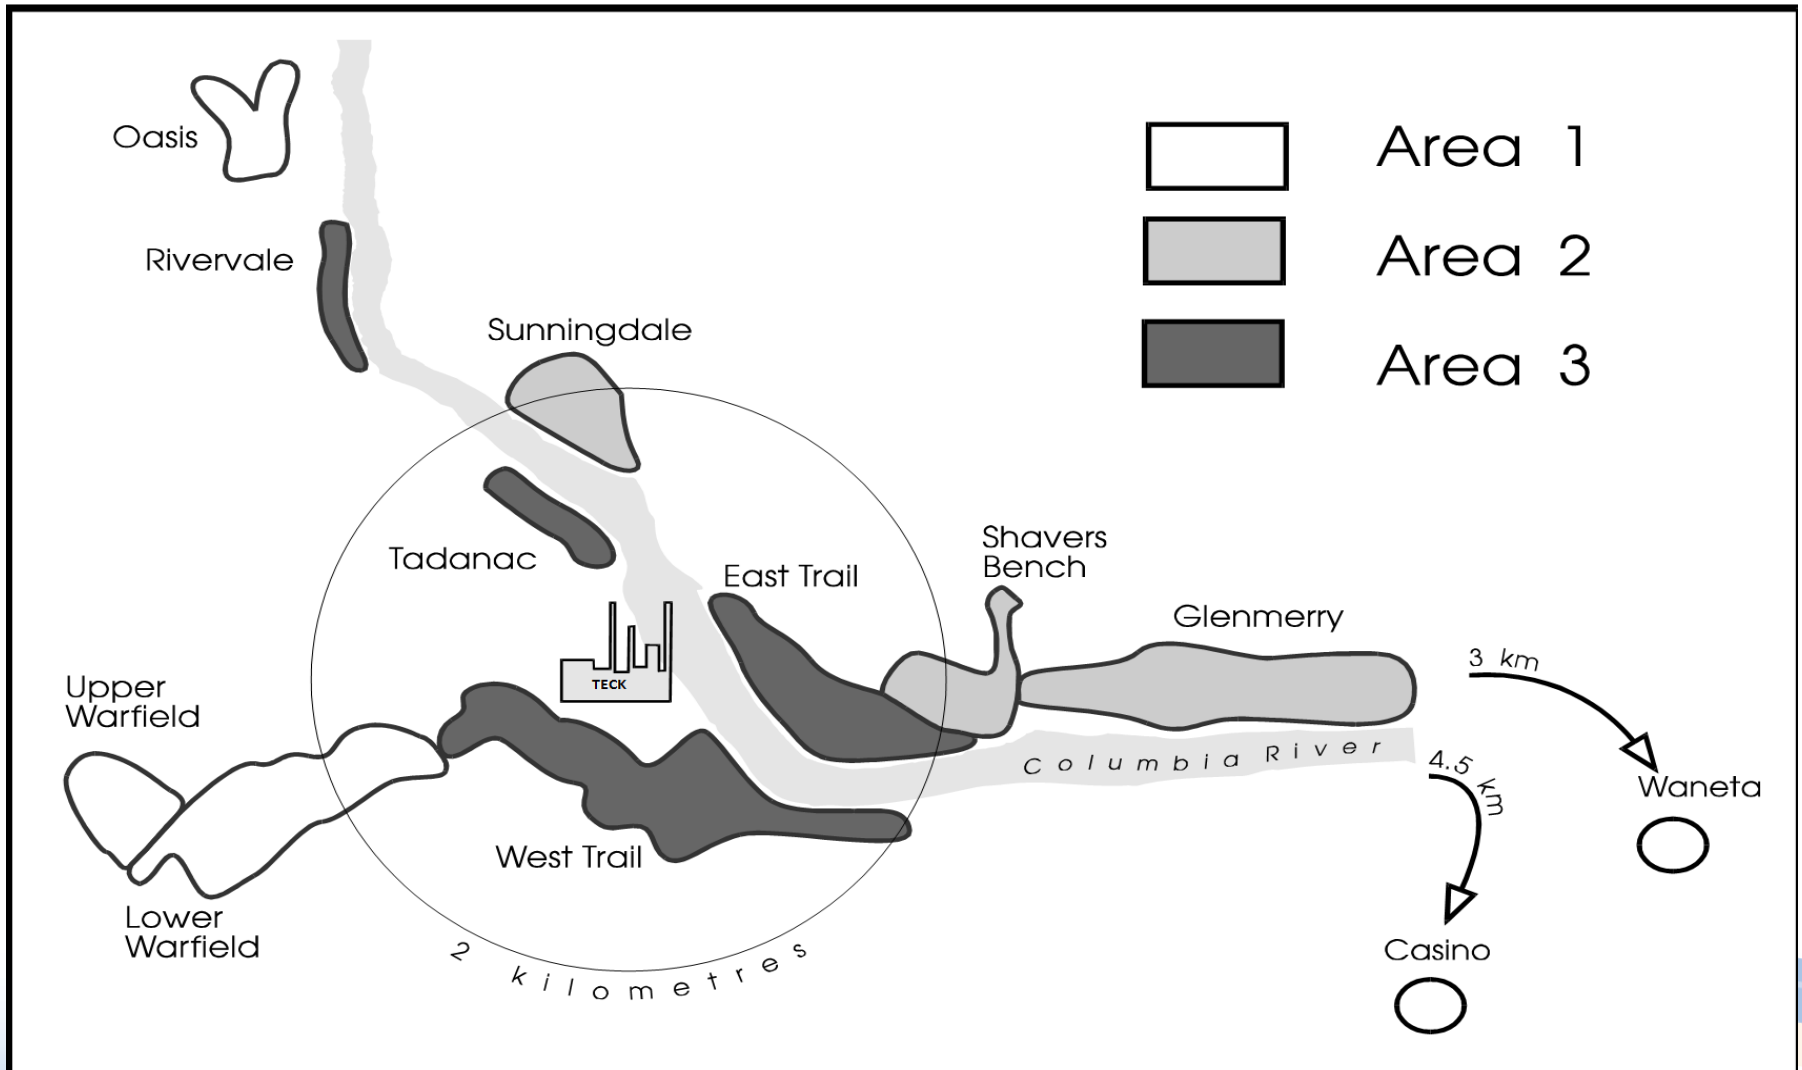 Oasis
Rivervale
Sunningdale
Tadanac
East Trail
Shavers
Bench
Glenmerry
Upper
Warfield
TECK
West Trail
Lower
Warfield
2 kilometres
Columbia River
Area 1
Area 2
Area 3
3 km
Waneta
4.5 km
Casino